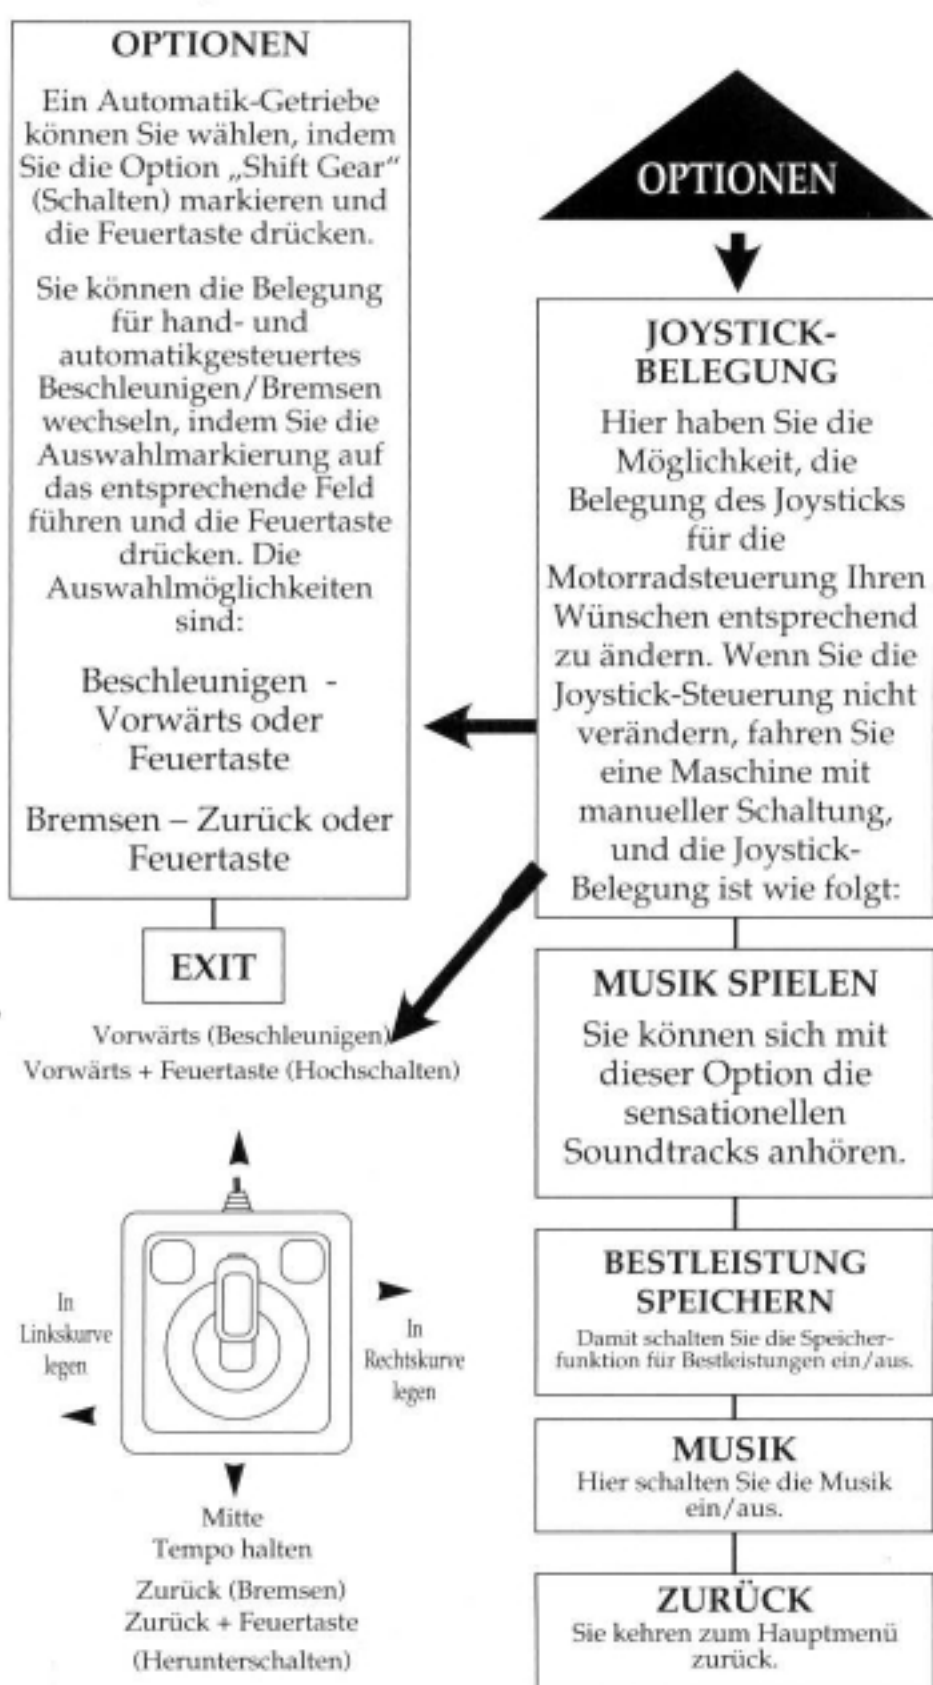 OPTIONEN
Ein Automatik-Getriebe
können Sie wählen, indem
Sie die Option „Shift Gear“
(Schalten) markieren und
die Feuertaste drücken.
Sie können die Belegung
für hand- und
automatikgesteuertes
Beschleunigen/Bremsen
wechseln, indem Sie die
Auswahlmarkierung auf
das entsprechende Feld
führen und die Feuertaste
drücken. Die
Auswahlmöglichkeiten
sind:
Beschleunigen -
Vorwärts oder
Feuertaste
Bremsen – Zurück oder
Feuertaste
EXIT
Vorwärts (Beschleunigen)
Vorwärts + Feuertaste (Hochschalten)
In
Linkskurve
legen
In
Rechtskurve
legen
Mitte
Tempo halten
Zurück (Bremsen)
Zurück + Feuertaste
(Herunterschalten)
OPTIONEN
JOYSTICK-
BELEGUNG
Hier haben Sie die
Möglichkeit, die
Belegung des Joysticks
für die
Motorradsteuerung Ihren
Wünschen entsprechend
zu ändern. Wenn Sie die
Joystick-Steuerung nicht
verändern, fahren Sie
eine Maschine mit
manueller Schaltung,
und die Joystick-
Belegung ist wie folgt:
MUSIK SPIELEN
Sie können sich mit
dieser Option die
sensationellen
Soundtracks anhören.
BESTLEISTUNG
SPEICHERN
Damit schalten Sie die Speicher-
funktion für Bestleistungen ein/aus.
MUSIK
Hier schalten Sie die Musik
ein/aus.
ZURÜCK
Sie kehren zum Hauptmenü
zurück.